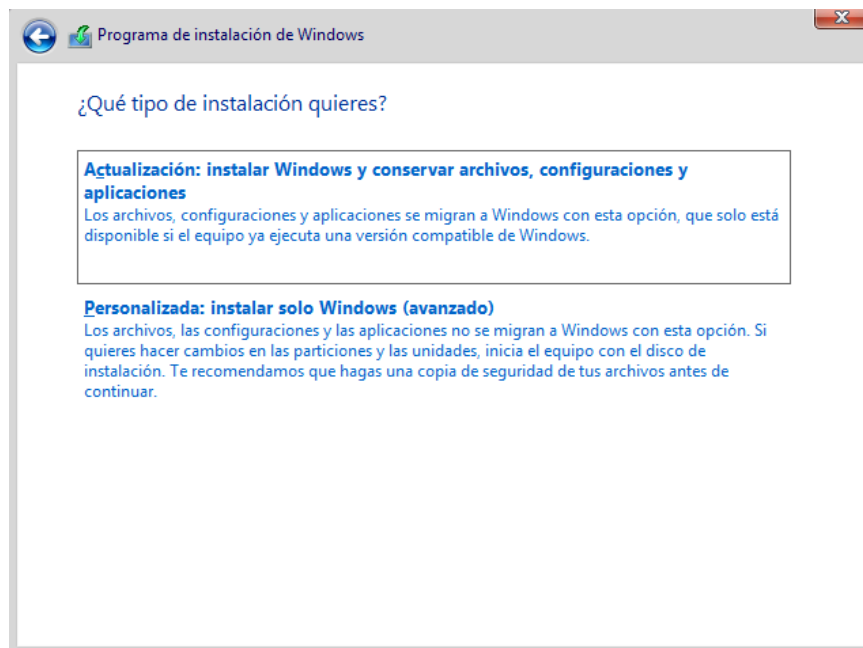 Programa de instalación de Windows
¿Qué tipo de instalación quieres?
Actualización: instalar Windows y conservar archivos, configuraciones y
aplicaciones
Los archivos, configuraciones y aplicaciones se migran a Windows con esta opción, que solo está
disponible si el equipo ya ejecuta una versión compatible de Windows.
Personalizada: instalar solo Windows (avanzado)
Los archivos, las configuraciones y las aplicaciones no se migran a Windows con esta opción. Si
quieres hacer cambios en las particiones y las unidades, inicia el equipo con el disco de
instalación. Te recomendamos que hagas una copia de seguridad de tus archivos antes de
continuar.